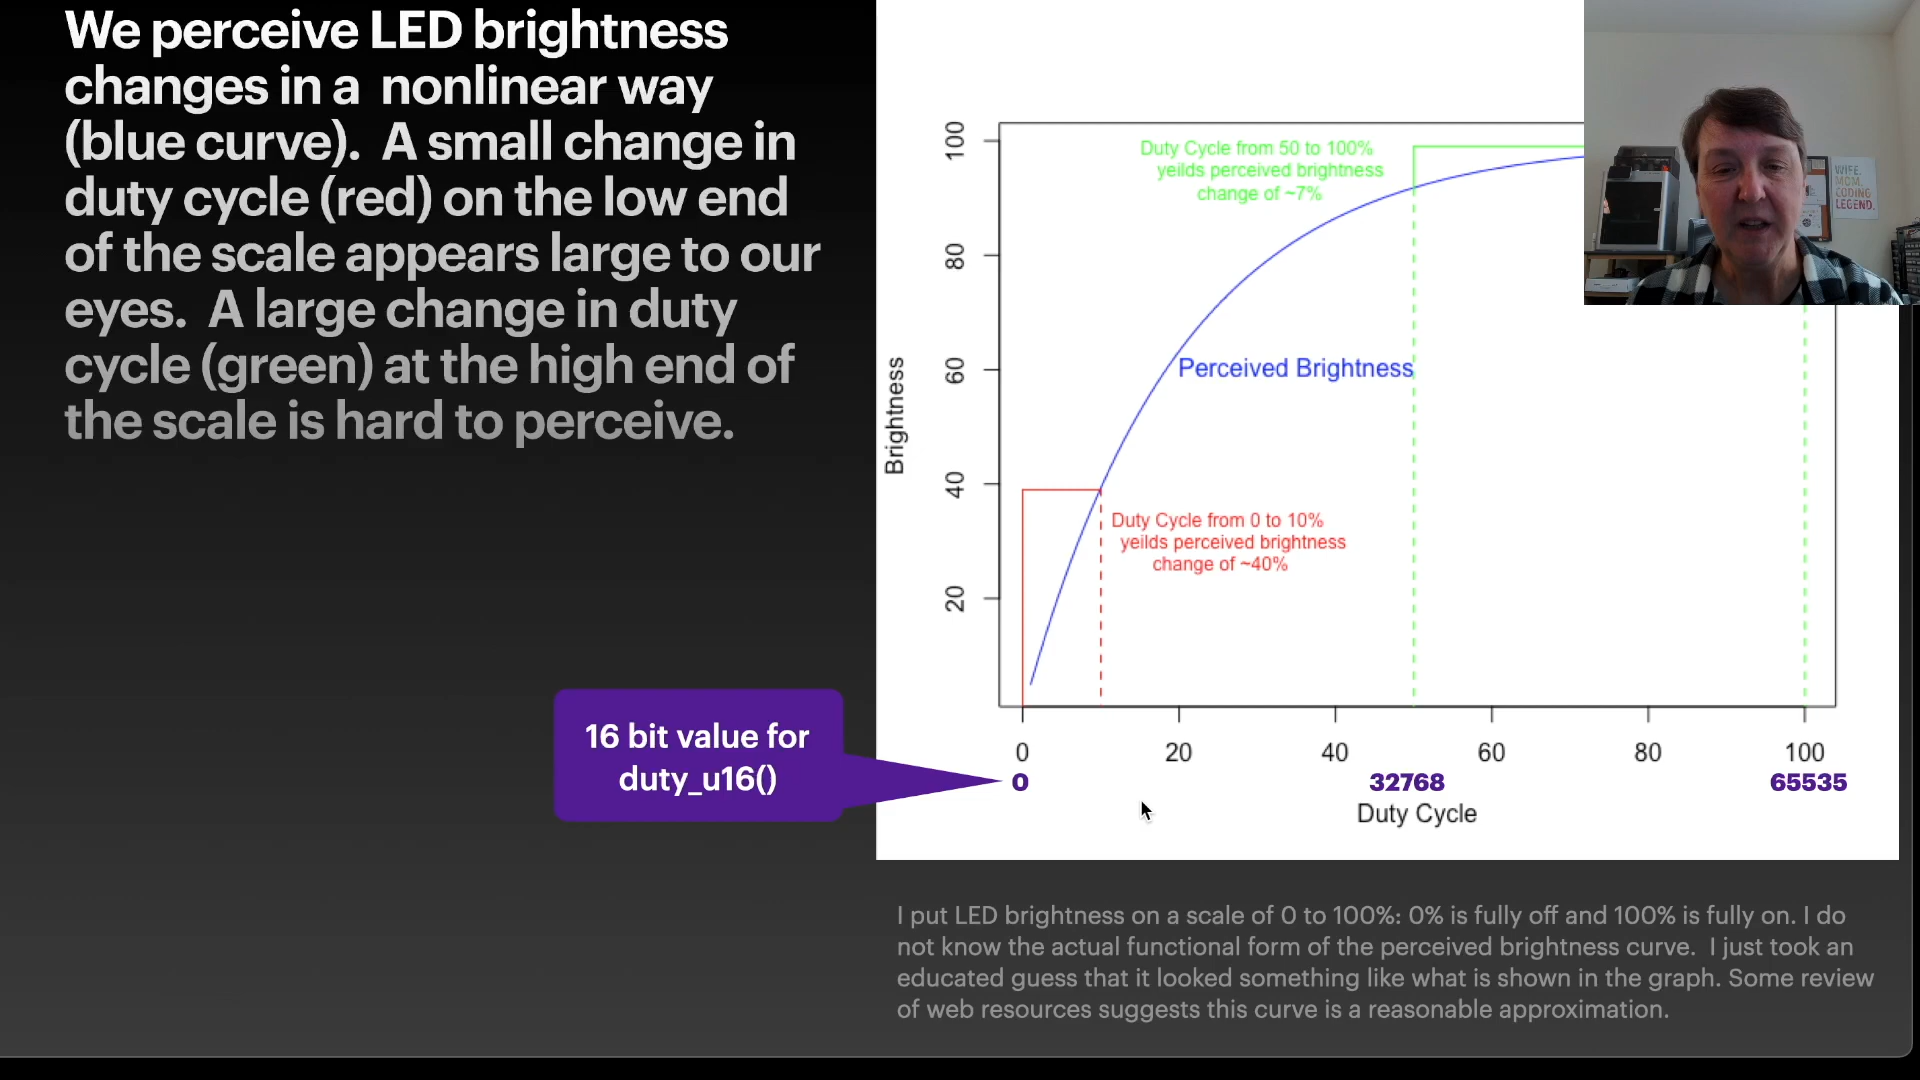 We perceive LED brightness
changes in a  nonlinear way
(blue curve).  A small change in
duty cycle (red) on the low end
of the scale appears large to our
eyes.  A large change in duty
cycle (green) at the high end of
the scale is hard to perceive.
16 bit value for
duty_u16()
Brightness
100
80
60
40
20
Duty Cycle from 50 to 100%
yeilds perceived brightness
change of ~7%
Perceived Brightness
Duty Cycle from 0 to 10%
yeilds perceived brightness
change of ~40%
0 20 40 60 80 100
0 32768 65535
Duty Cycle
WIFE.
MOM.
CODING
LEGEND.
I put LED brightness on a scale of 0 to 100%: 0% is fully off and 100% is fully on. I do
not know the actual functional form of the perceived brightness curve.  I just took an
educated guess that it looked something like what is shown in the graph. Some review
of web resources suggests this curve is a reasonable approximation.